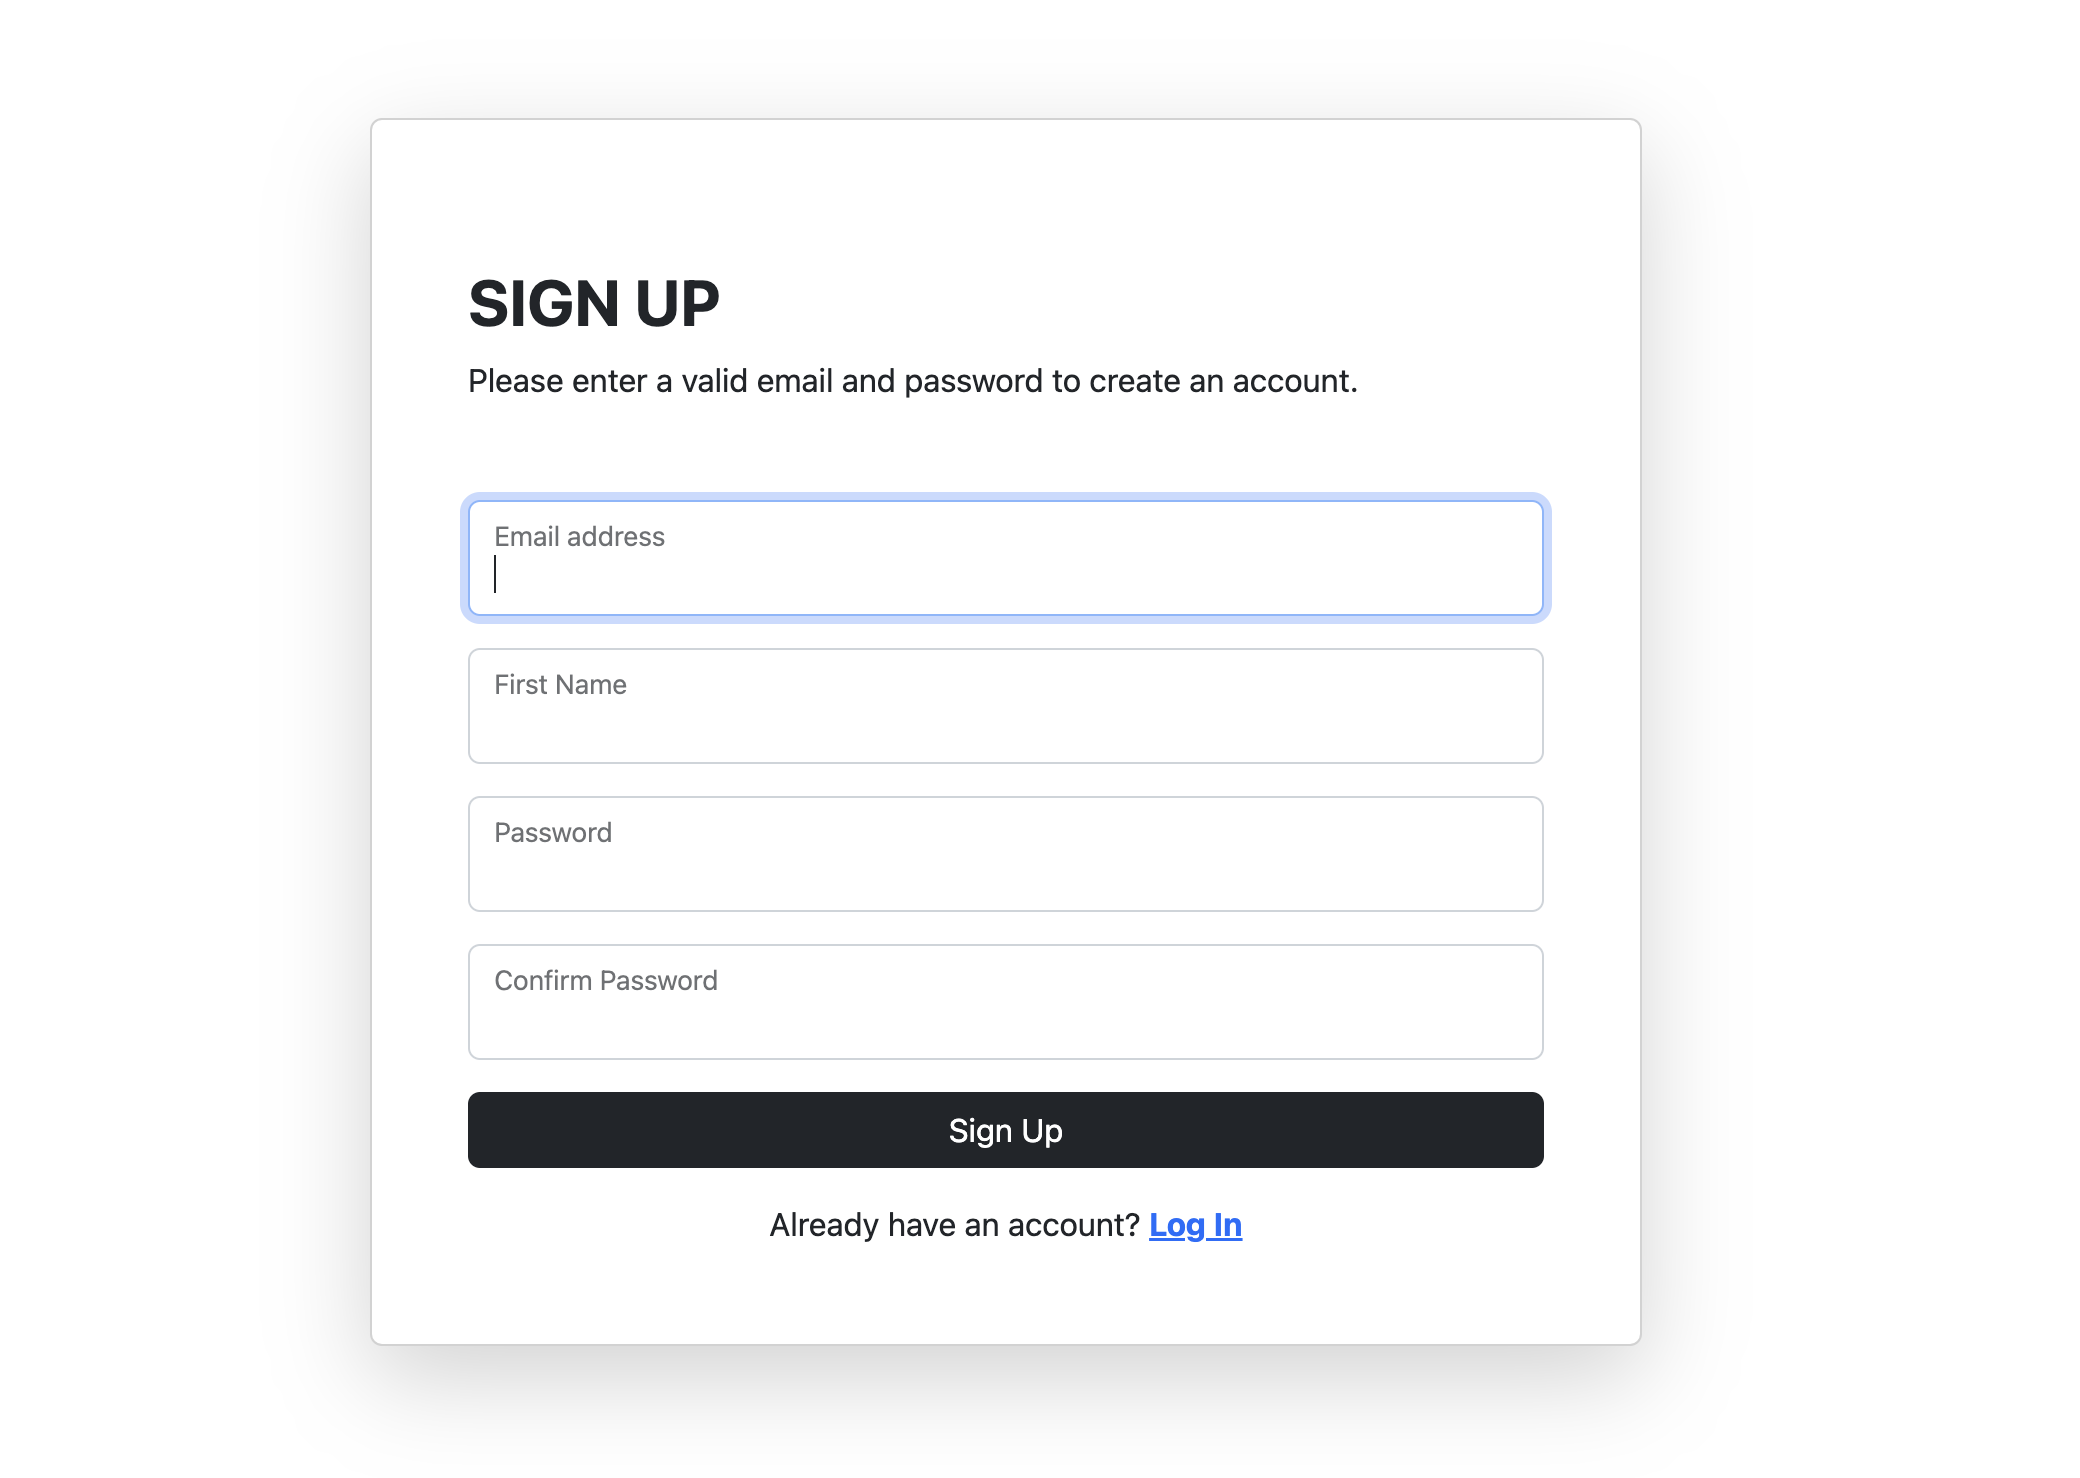 SIGN UP
Please enter a valid email and password to create an account.
Email address
First Name
Password
Confirm Password
Sign Up
Already have an account? Log In